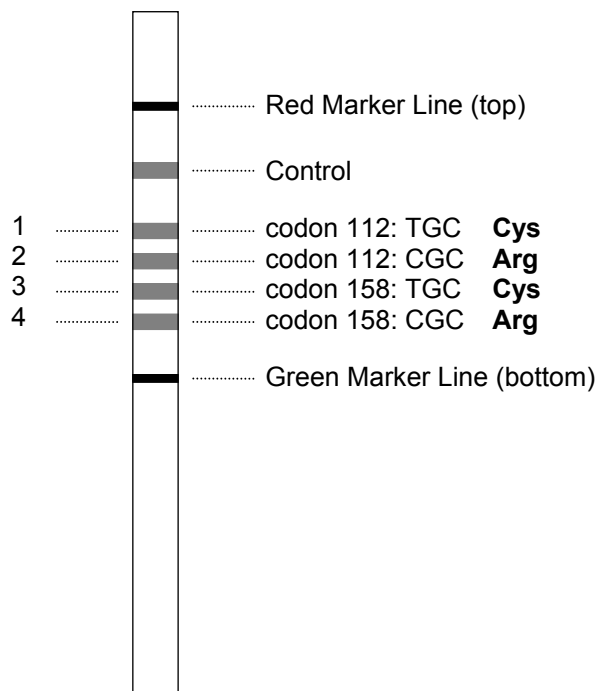 Red Marker Line (top)
Control
1 codon 112: TGC Cys
2 codon 112: CGC Arg
3 codon 158: TGC Cys
4 codon 158: CGC Arg
Green Marker Line (bottom)